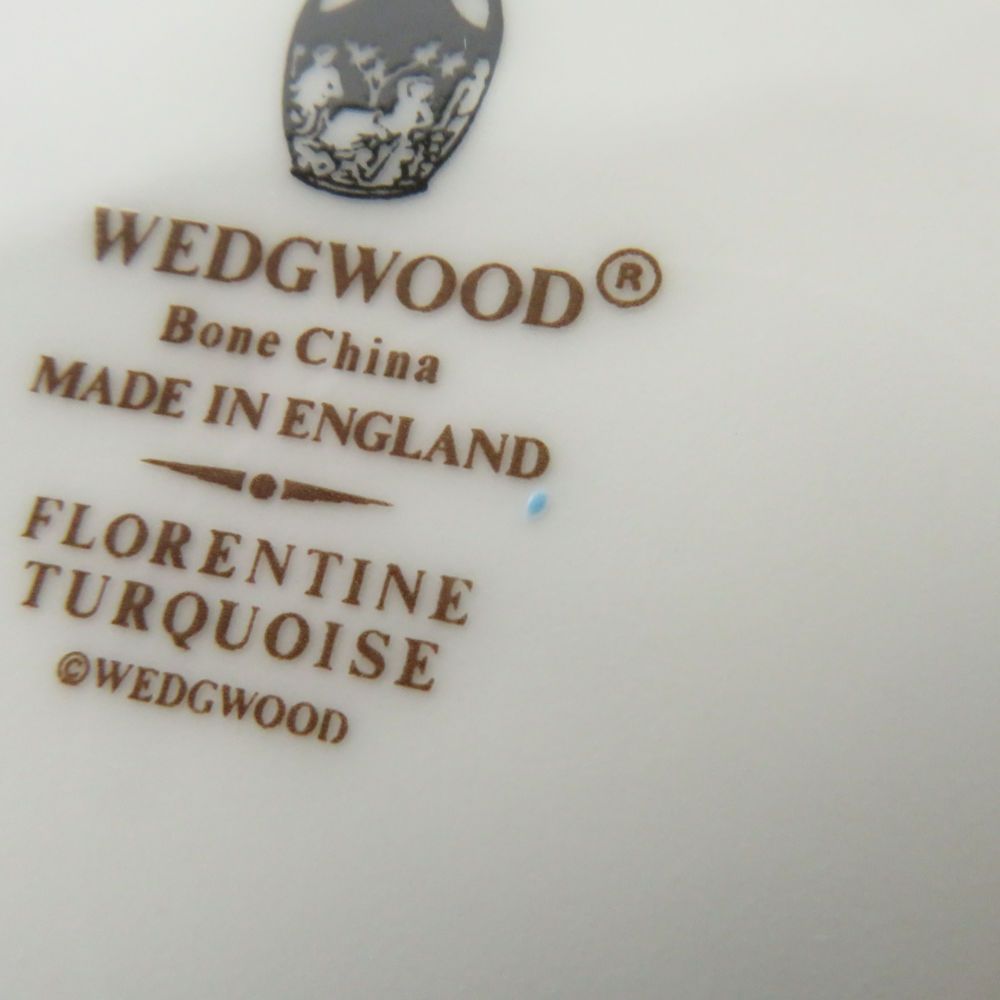 WEDGWOOD®
Bone China
MADE IN ENGLAND
FLORENTINE
TURQUOISE
©WEDGWOOD